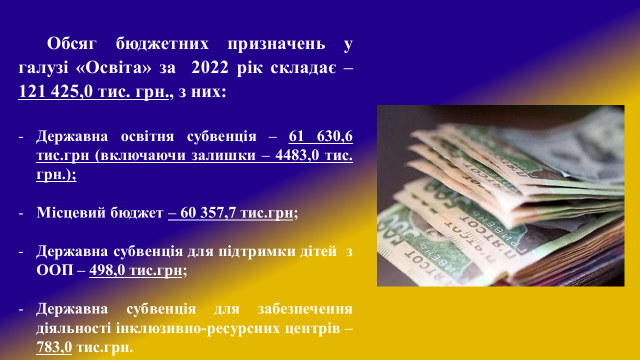 Обсяг бюджетних призначень у
галузі «Освіта» за 2022 рік складає –
121 425,0 тис. грн., з них:
- Державна освітня субвенція – 61 630,6
тис.грн (включаючи залишки – 4483,0 тис.
грн.);
- Місцевий бюджет – 60 357,7 тис.грн;
- Державна субвенція для підтримки дітей з
ООП – 498,0 тис.грн;
- Державна субвенція для забезпечення
діяльності інклюзивно-ресурсних центрів –
783,0 тис.грн.